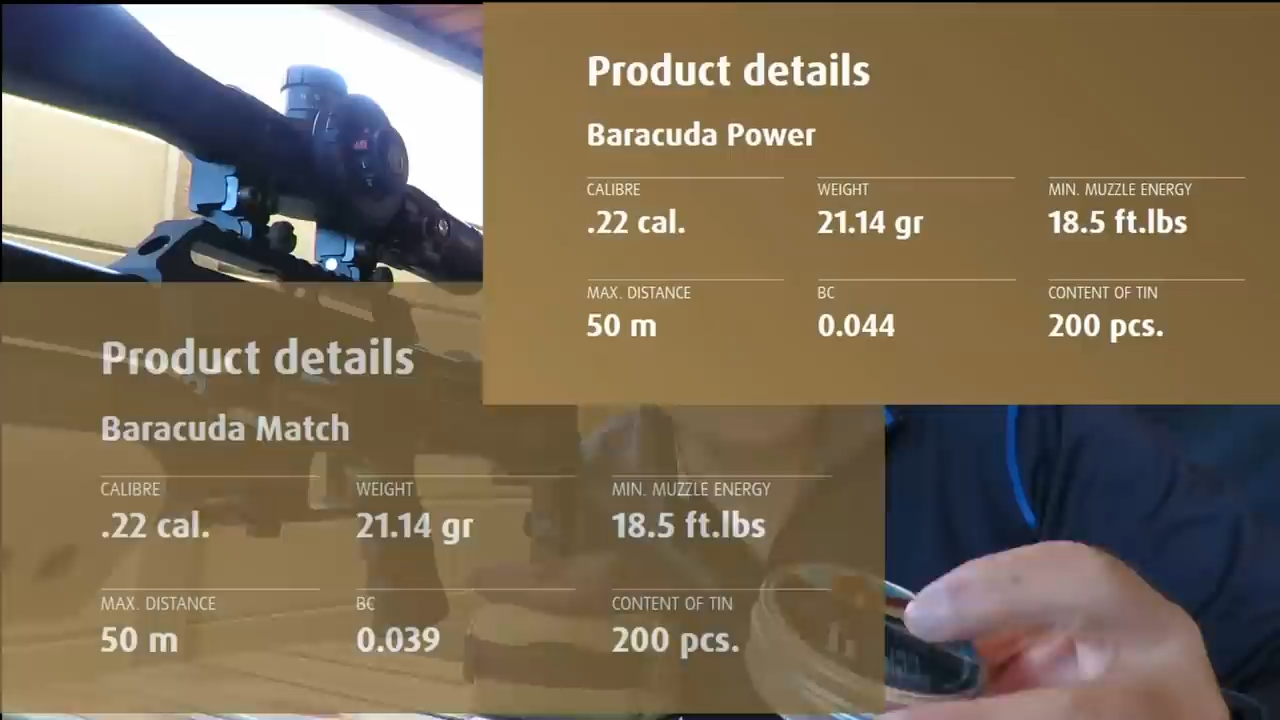 Product details
Baracuda Power
CALIBRE WEIGHT MIN. MUZZLE ENERGY
.22 cal. 21.14 gr 18.5 ft.lbs
MAX. DISTANCE BC CONTENT OF TIN
50 m 0.044 200 pcs.
Product details
Baracuda Match
CALIBRE WEIGHT MIN. MUZZLE ENERGY
.22 cal. 21.14 gr 18.5 ft.lbs
MAX. DISTANCE BC CONTENT OF TIN
50 m 0.039 200 pcs.